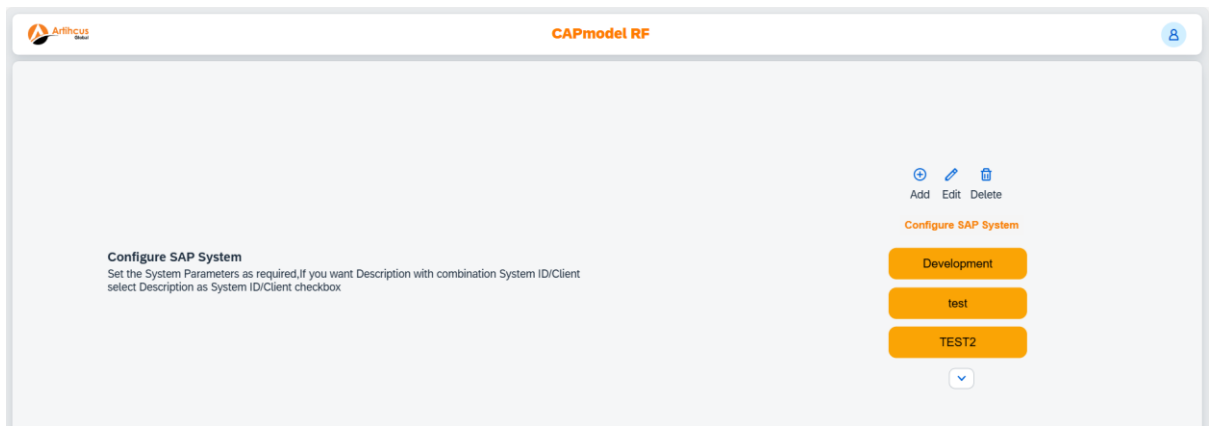 Artihcus
Global
CAPmodel RF
Add Edit Delete
Configure SAP System
Configure SAP System
Set the System Parameters as required,If you want Description with combination System ID/Client
select Description as System ID/Client checkbox
Development
test
TEST2